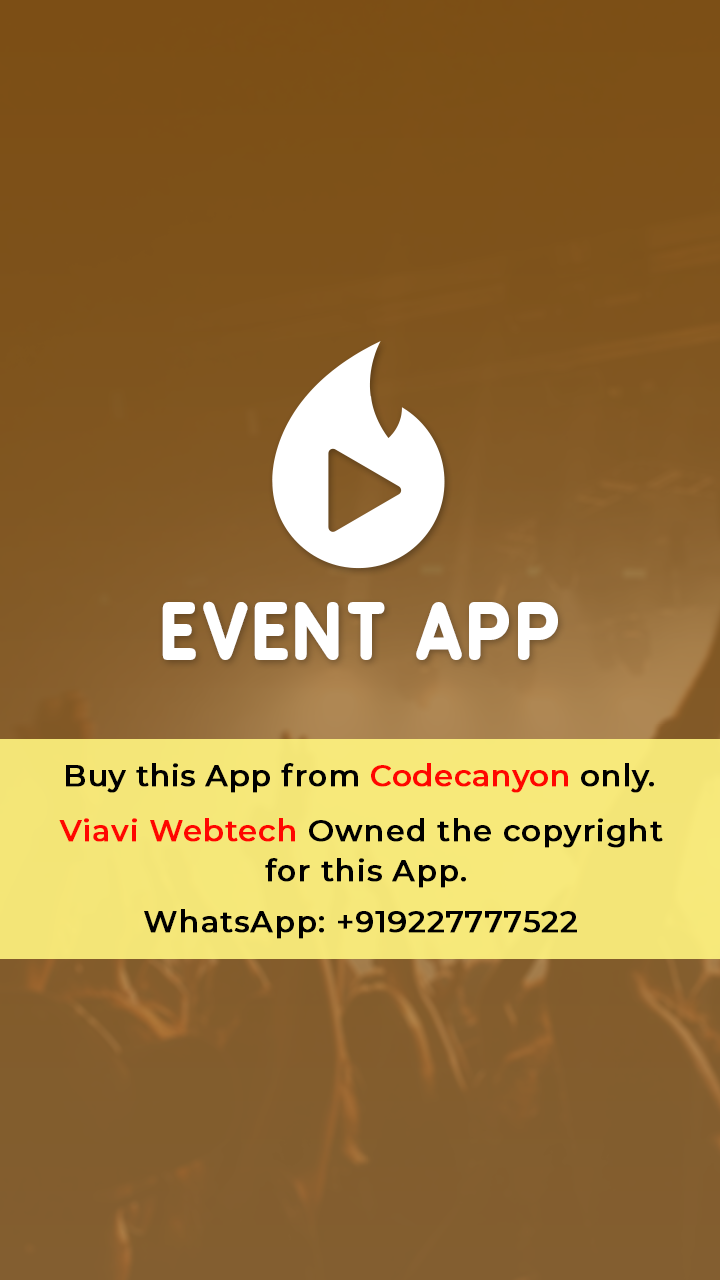 EVENT APP
Buy this App from Codecanyon only.
Viavi Webtech Owned the copyright
for this App.
WhatsApp: +919227777522